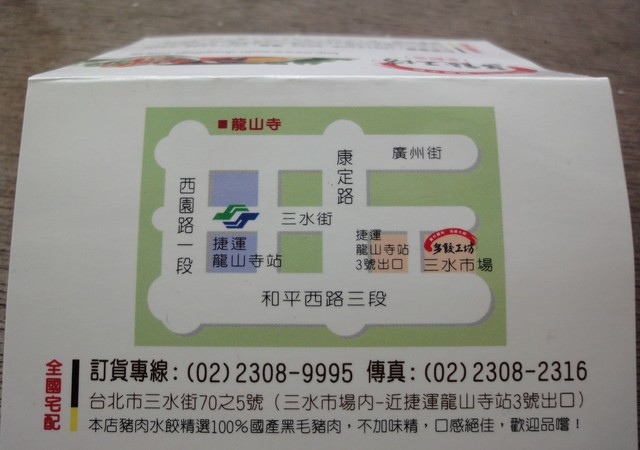 ■龍山寺
廣州街
康定路
西園路一段
三水街
捷運
龍山寺站
捷運
龍山寺站
3號出口
多餃工坊
三水市場
和平西路三段
全國宅配
訂貨專線:(02)2308-9995 傳真:(02)2308-2316
台北市三水街70之5號（三水市場內-近捷運龍山寺站3號出口）
本店豬肉水餃精選100%國產黑毛豬肉，不加味精，口感絕佳，歡迎品嚐！